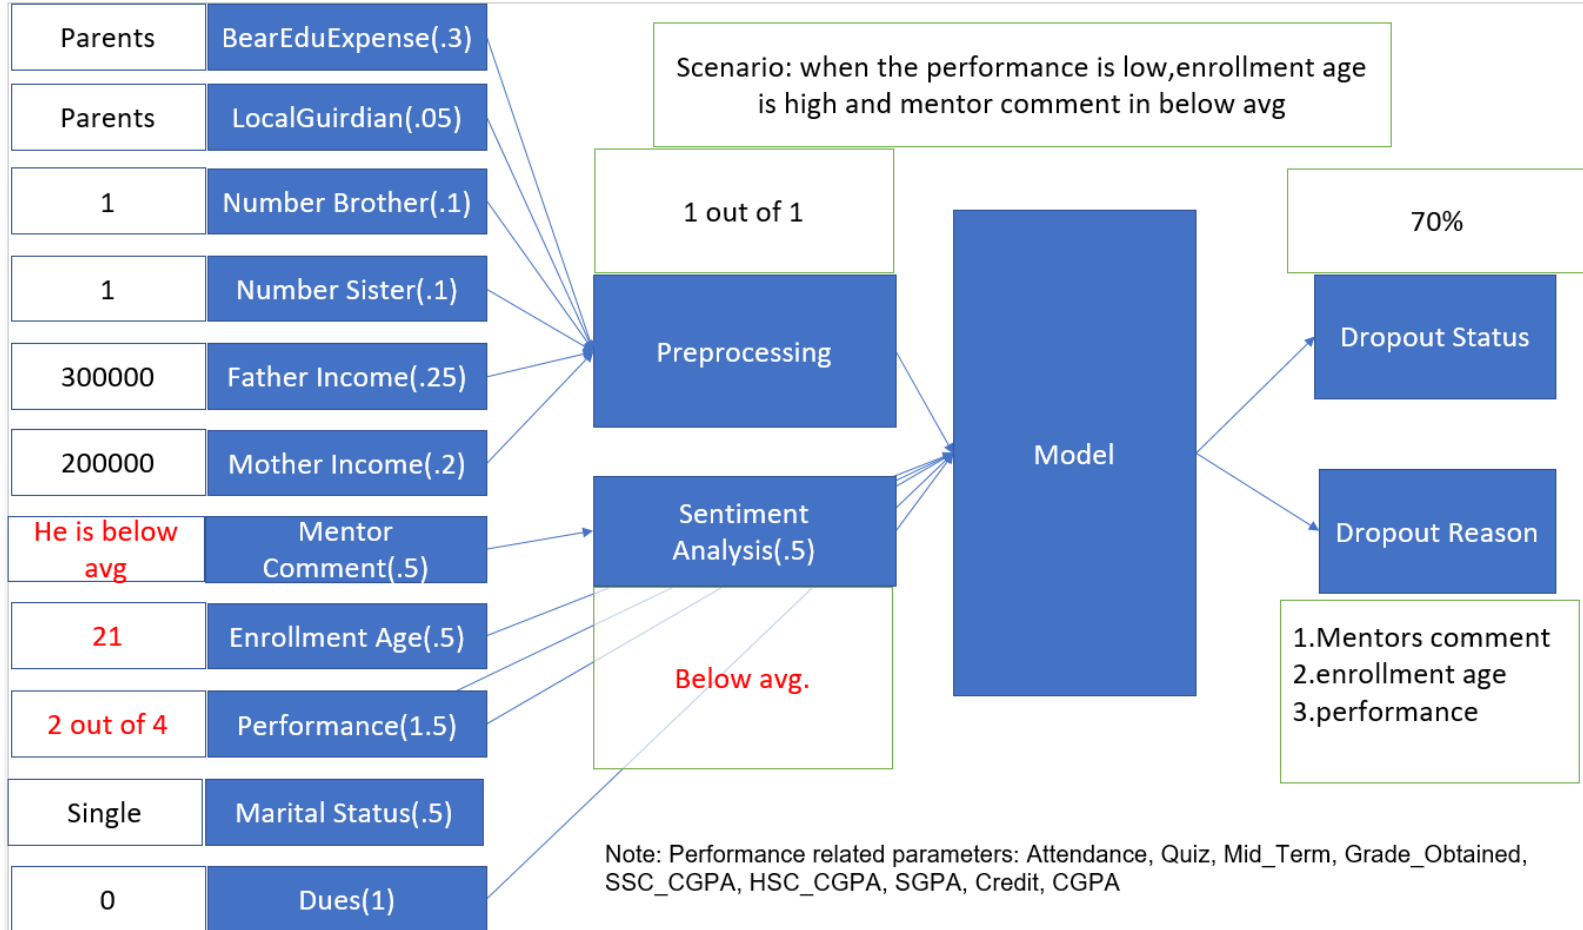 Parents
BearEduExpense(.3)
Scenario: when the performance is low,enrollment age
is high and mentor comment in below avg
Parents
LocalGuirdian(.05)
1
Number Brother(.1)
1 out of 1
70%
1
Number Sister(.1)
Preprocessing
Dropout Status
300000
Father Income(.25)
200000
Mother Income(.2)
Model
He is below
avg
Mentor
Comment(.5)
Sentiment
Analysis(.5)
Dropout Reason
21
Enrollment Age(.5)
Below avg.
1.Mentors comment
2.enrollment age
3.performance
2 out of 4
Performance(1.5)
Single
Marital Status(.5)
Note: Performance related parameters: Attendance, Quiz, Mid_Term, Grade_Obtained,
SSC_CGPA, HSC_CGPA, SGPA, Credit, CGPA
0
Dues(1)